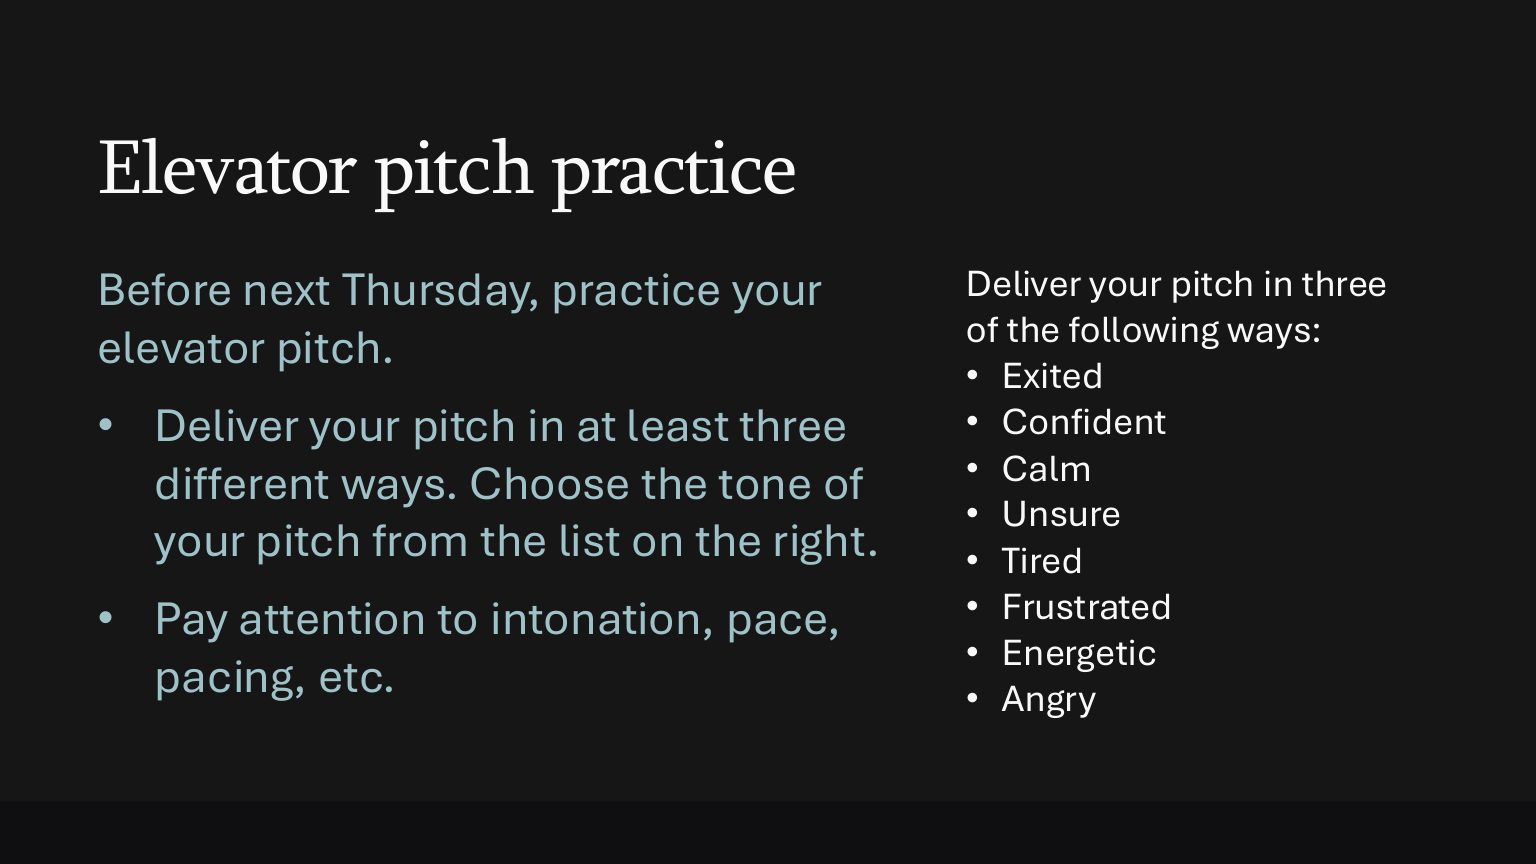 Elevator pitch practice
Before next Thursday, practice your
elevator pitch.
• Deliver your pitch in at least three
different ways. Choose the tone of
your pitch from the list on the right.
• Pay attention to intonation, pace,
pacing, etc.
Deliver your pitch in three
of the following ways:
• Exited
• Confident
• Calm
• Unsure
• Tired
• Frustrated
• Energetic
• Angry